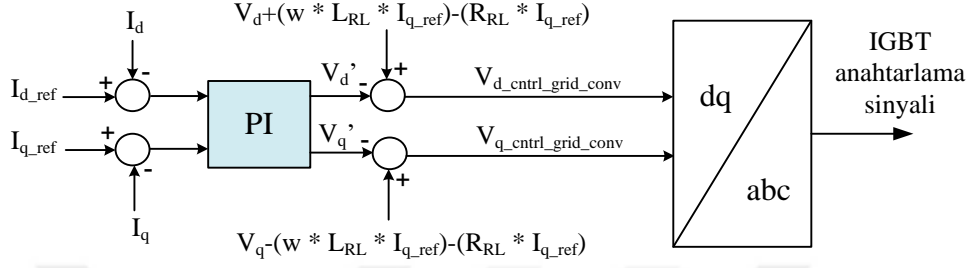 I_d
V_d+(w * L_RL * I_q_ref)-(R_RL * I_q_ref)
I_d_ref
+
-
V_d’
-
+
V_d_cntrl_grid_conv
IGBT
anahtarlama
sinyali
PI
dq
I_q_ref
+
-
V_q’
-
+
V_q_cntrl_grid_conv
abc
I_q
V_q-(w * L_RL * I_q_ref)-(R_RL * I_q_ref)